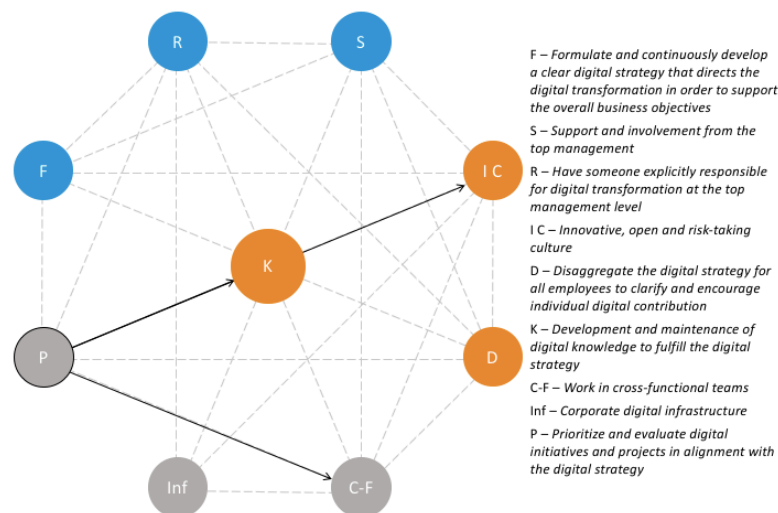 R
S
F
I C
K
P
D
Inf
C-F
F – Formulate and continuously develop
a clear digital strategy that directs the
digital transformation in order to support
the overall business objectives
S – Support and involvement from the
top management
R – Have someone explicitly responsible
for digital transformation at the top
management level
I C – Innovative, open and risk-taking
culture
D – Disaggregate the digital strategy for
all employees to clarify and encourage
individual digital contribution
K – Development and maintenance of
digital knowledge to fulfill the digital
strategy
C-F – Work in cross-functional teams
Inf – Corporate digital infrastructure
P – Prioritize and evaluate digital
initiatives and projects in alignment with
the digital strategy